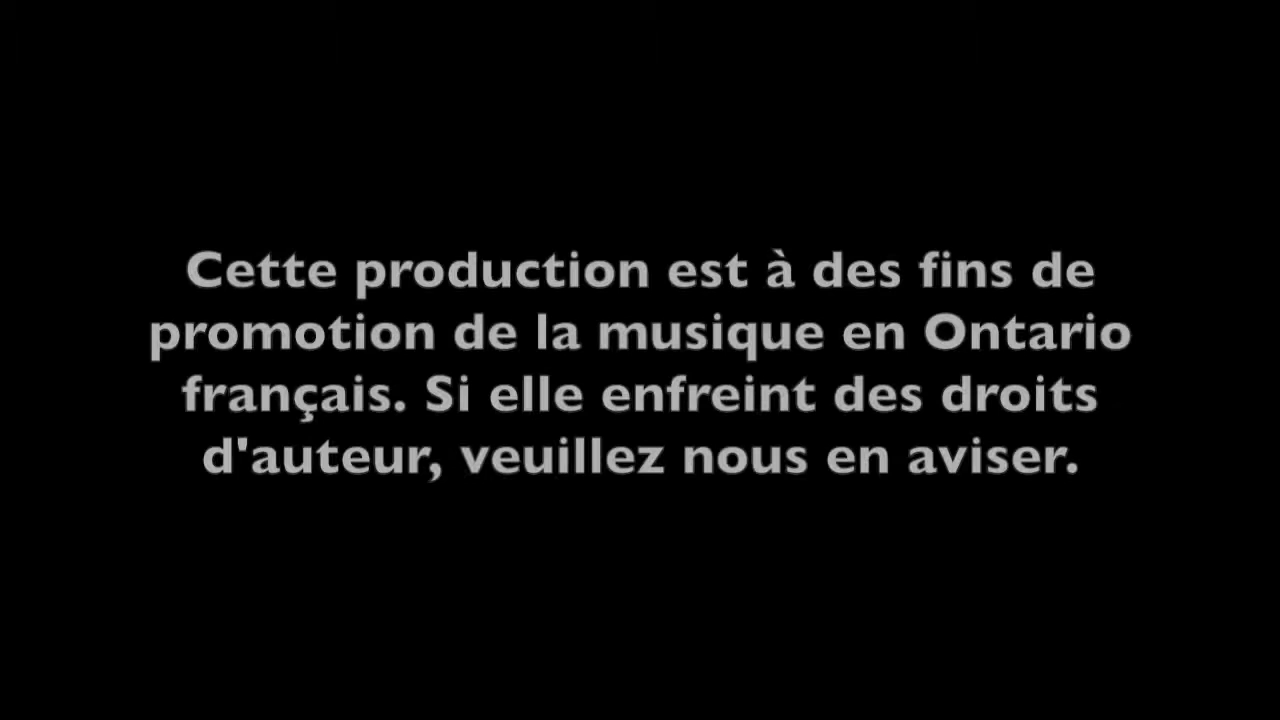 Cette production est à des fins de
promotion de la musique en Ontario
français. Si elle enfreint des droits
d'auteur, veuillez nous en aviser.